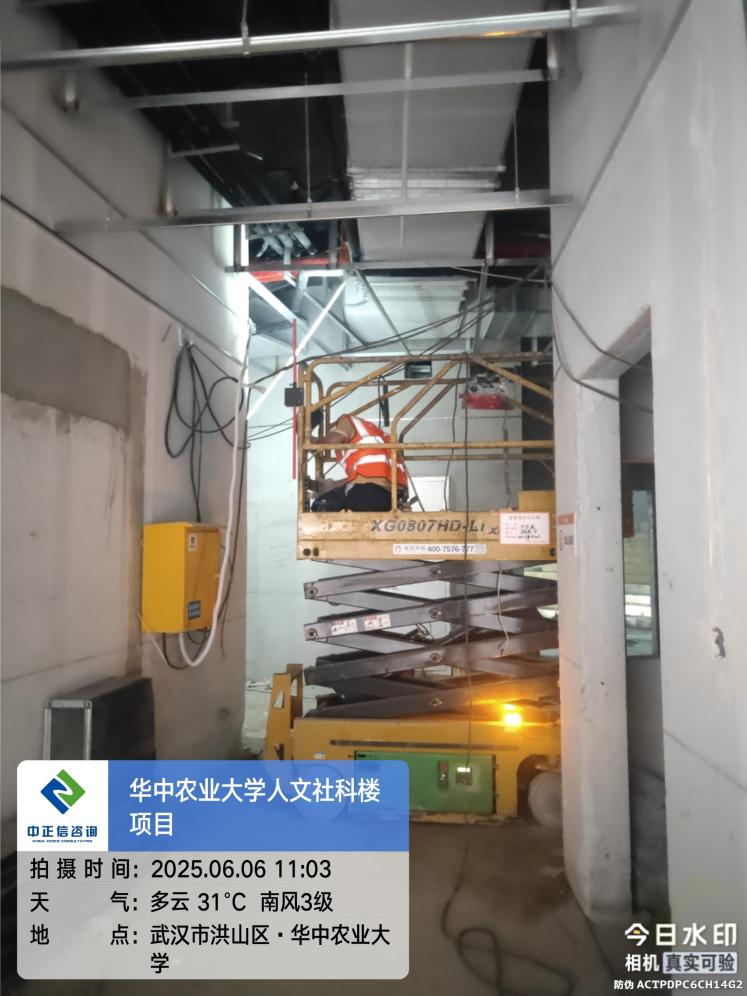 XG0807HD-Li
400-7576-777
中正信咨询
CHINA ZEXIN CONSULTATION
华中农业大学人文社科楼
项目
拍摄时间: 2025.06.06 11:03
天气: 多云 31℃ 南风3级
地点: 武汉市洪山区·华中农业大
学
今日水印
相机 真实可验
防伪 ACTPDPC6CH14G2